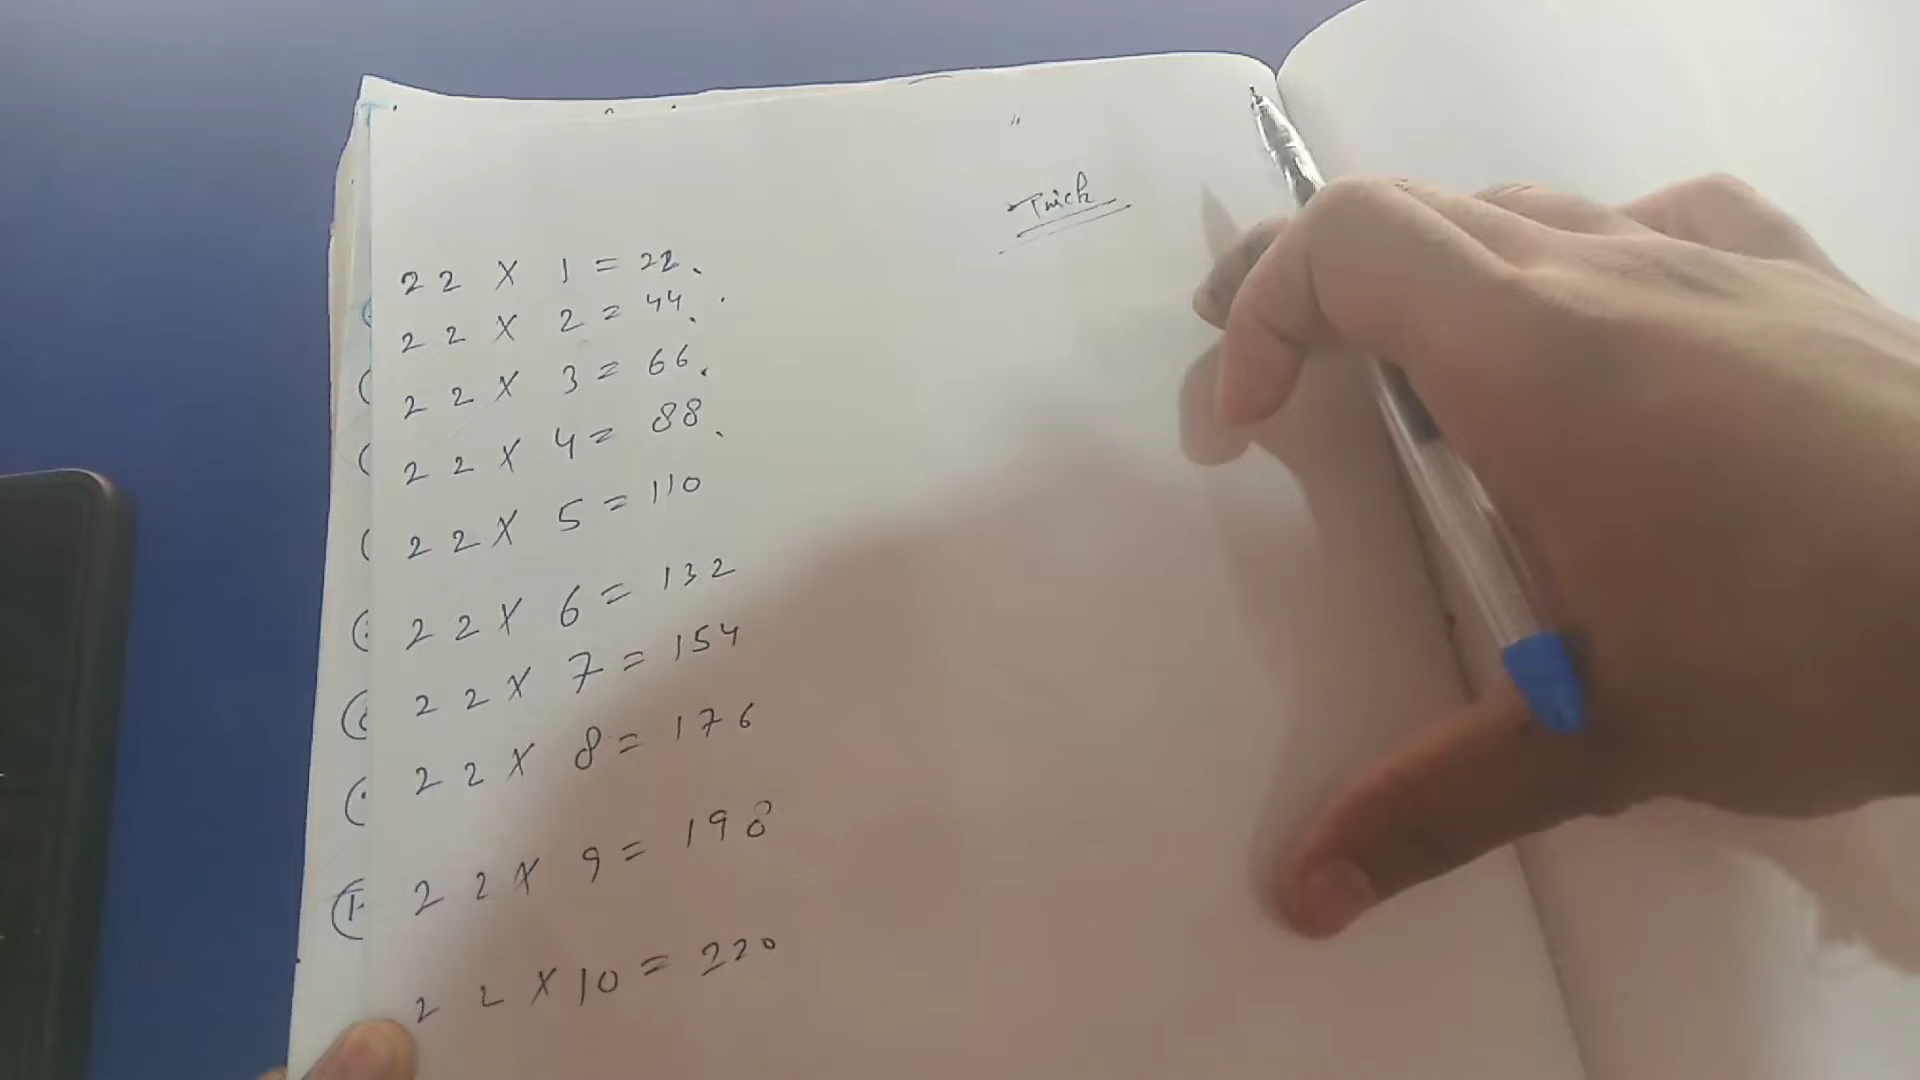 Trick
22 X 1 = 22
22 X 2 = 44
22 X 3 = 66
22 X 4 = 88
22 X 5 = 110
22 X 6 = 132
22 X 7 = 154
22 X 8 = 176
22 X 9 = 198
22 X 10 = 220